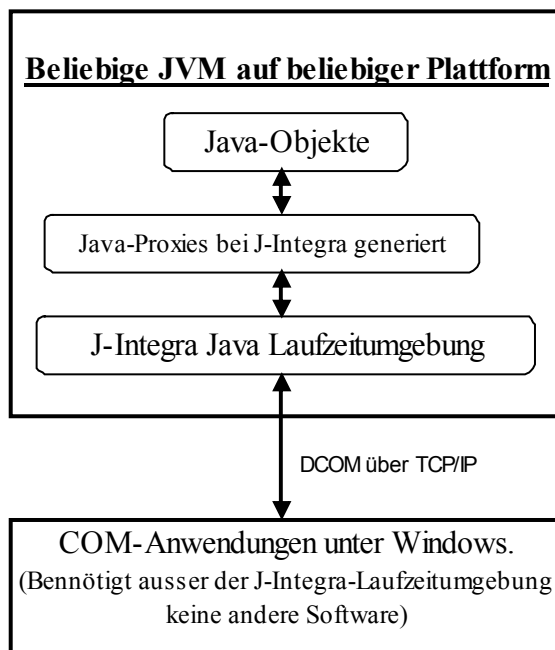 Beliebige JVM auf beliebiger Plattform
Java-Objekte
Java-Proxies bei J-Integra generiert
J-Integra Java Laufzeitumgebung
DCOM über TCP/IP
COM-Anwendungen unter Windows.
(Bennötigt ausser der J-Integra-Laufzeitumgebung
keine andere Software)